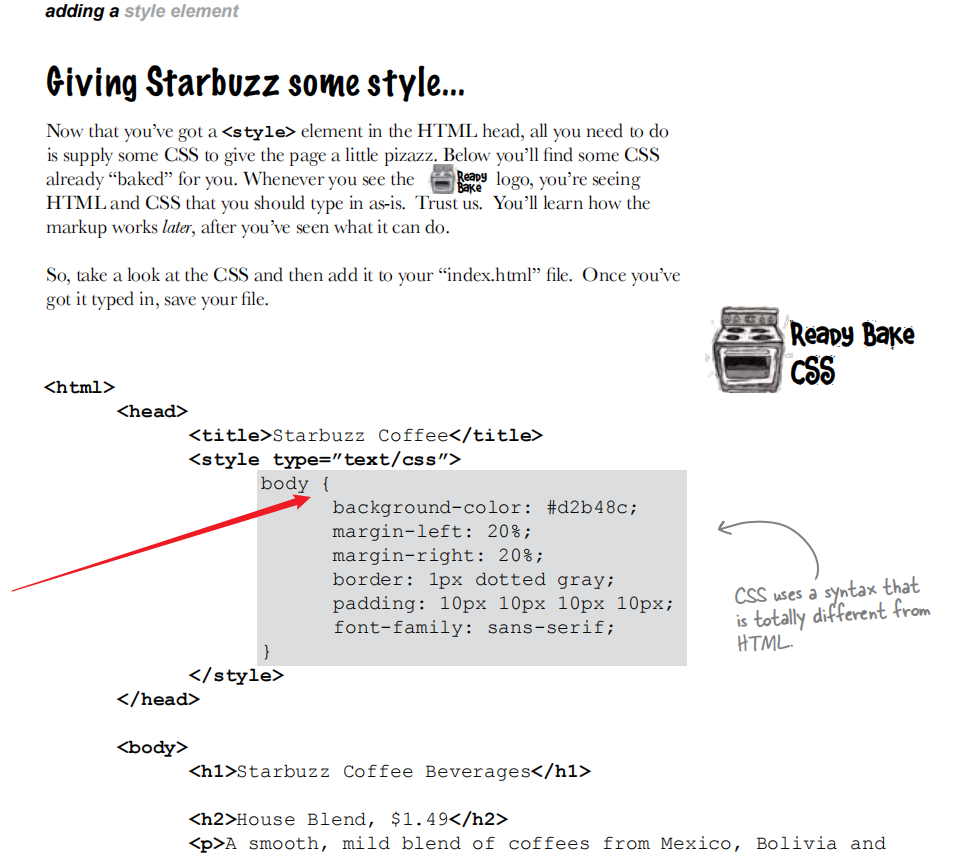 adding a style element
Giving Starbuzz some style...
Now that you’ve got a <style> element in the HTML head, all you need to do
is supply some CSS to give the page a little pizazz. Below you’ll find some CSS
already “baked” for you. Whenever you see the Ready Bake logo, you’re seeing
HTML and CSS that you should type in as-is. Trust us. You’ll learn how the
markup works later, after you’ve seen what it can do.
So, take a look at the CSS and then add it to your “index.html” file. Once you’ve
got it typed in, save your file.
Ready Bake
CSS
<html>
<head>
<title>Starbuzz Coffee</title>
<style type=”text/css”>
body {
background-color: #d2b48c;
margin-left: 20%;
margin-right: 20%;
border: 1px dotted gray;
padding: 10px 10px 10px 10px;
font-family: sans-serif;
}
CSS uses a syntax that
is totally different from
HTML.
</style>
</head>
<body>
<h1>Starbuzz Coffee Beverages</h1>
<h2>House Blend, $1.49</h2>
<p>A smooth, mild blend of coffees from Mexico, Bolivia and